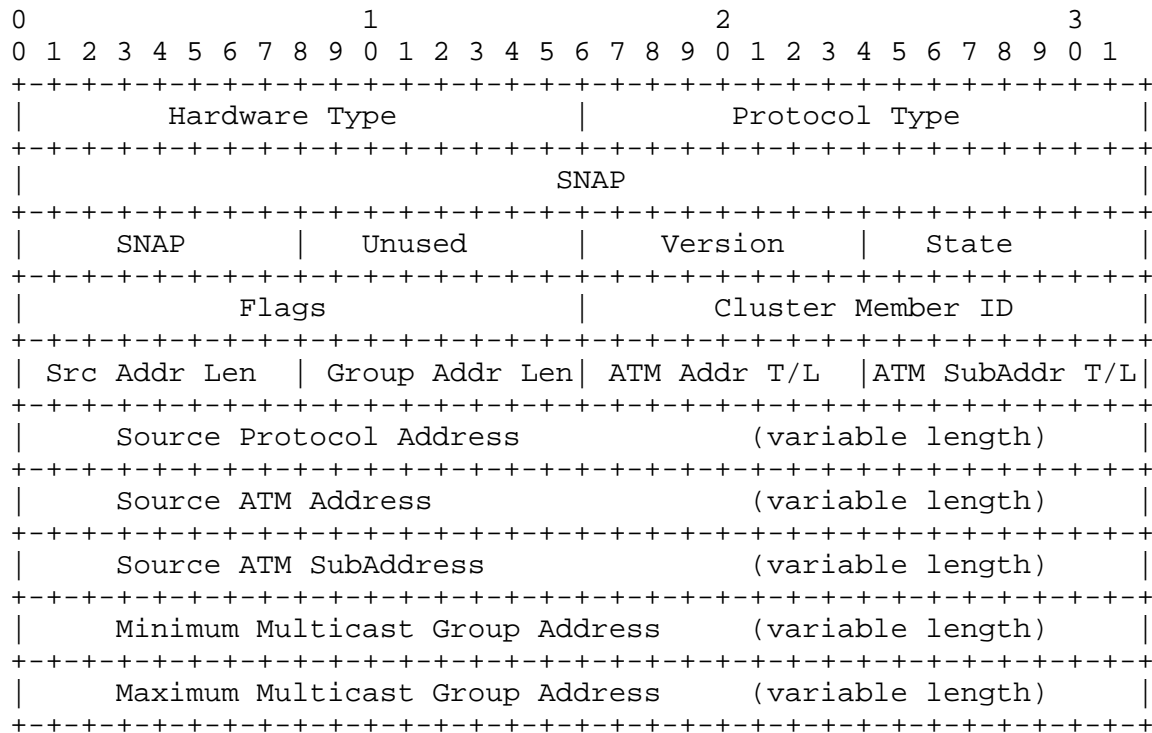 0                   1                   2                   3
0 1 2 3 4 5 6 7 8 9 0 1 2 3 4 5 6 7 8 9 0 1 2 3 4 5 6 7 8 9 0 1
+-+-+-+-+-+-+-+-+-+-+-+-+-+-+-+-+-+-+-+-+-+-+-+-+-+-+-+-+-+-+-+-+
|        Hardware Type          |        Protocol Type          |
+-+-+-+-+-+-+-+-+-+-+-+-+-+-+-+-+-+-+-+-+-+-+-+-+-+-+-+-+-+-+-+-+
|                              SNAP                             |
+-+-+-+-+-+-+-+-+-+-+-+-+-+-+-+-+-+-+-+-+-+-+-+-+-+-+-+-+-+-+-+-+
|     SNAP      |   Unused      |    Version    |   State       |
+-+-+-+-+-+-+-+-+-+-+-+-+-+-+-+-+-+-+-+-+-+-+-+-+-+-+-+-+-+-+-+-+
|            Flags              |       Cluster Member ID       |
+-+-+-+-+-+-+-+-+-+-+-+-+-+-+-+-+-+-+-+-+-+-+-+-+-+-+-+-+-+-+-+-+
| Src Addr Len  | Group Addr Len| ATM Addr T/L  |ATM SubAddr T/L|
+-+-+-+-+-+-+-+-+-+-+-+-+-+-+-+-+-+-+-+-+-+-+-+-+-+-+-+-+-+-+-+-+
|     Source Protocol Address             (variable length)     |
+-+-+-+-+-+-+-+-+-+-+-+-+-+-+-+-+-+-+-+-+-+-+-+-+-+-+-+-+-+-+-+-+
|     Source ATM Address                  (variable length)     |
+-+-+-+-+-+-+-+-+-+-+-+-+-+-+-+-+-+-+-+-+-+-+-+-+-+-+-+-+-+-+-+-+
|     Source ATM SubAddress               (variable length)     |
+-+-+-+-+-+-+-+-+-+-+-+-+-+-+-+-+-+-+-+-+-+-+-+-+-+-+-+-+-+-+-+-+
|     Minimum Multicast Group Address     (variable length)     |
+-+-+-+-+-+-+-+-+-+-+-+-+-+-+-+-+-+-+-+-+-+-+-+-+-+-+-+-+-+-+-+-+
|     Maximum Multicast Group Address     (variable length)     |
+-+-+-+-+-+-+-+-+-+-+-+-+-+-+-+-+-+-+-+-+-+-+-+-+-+-+-+-+-+-+-+-+